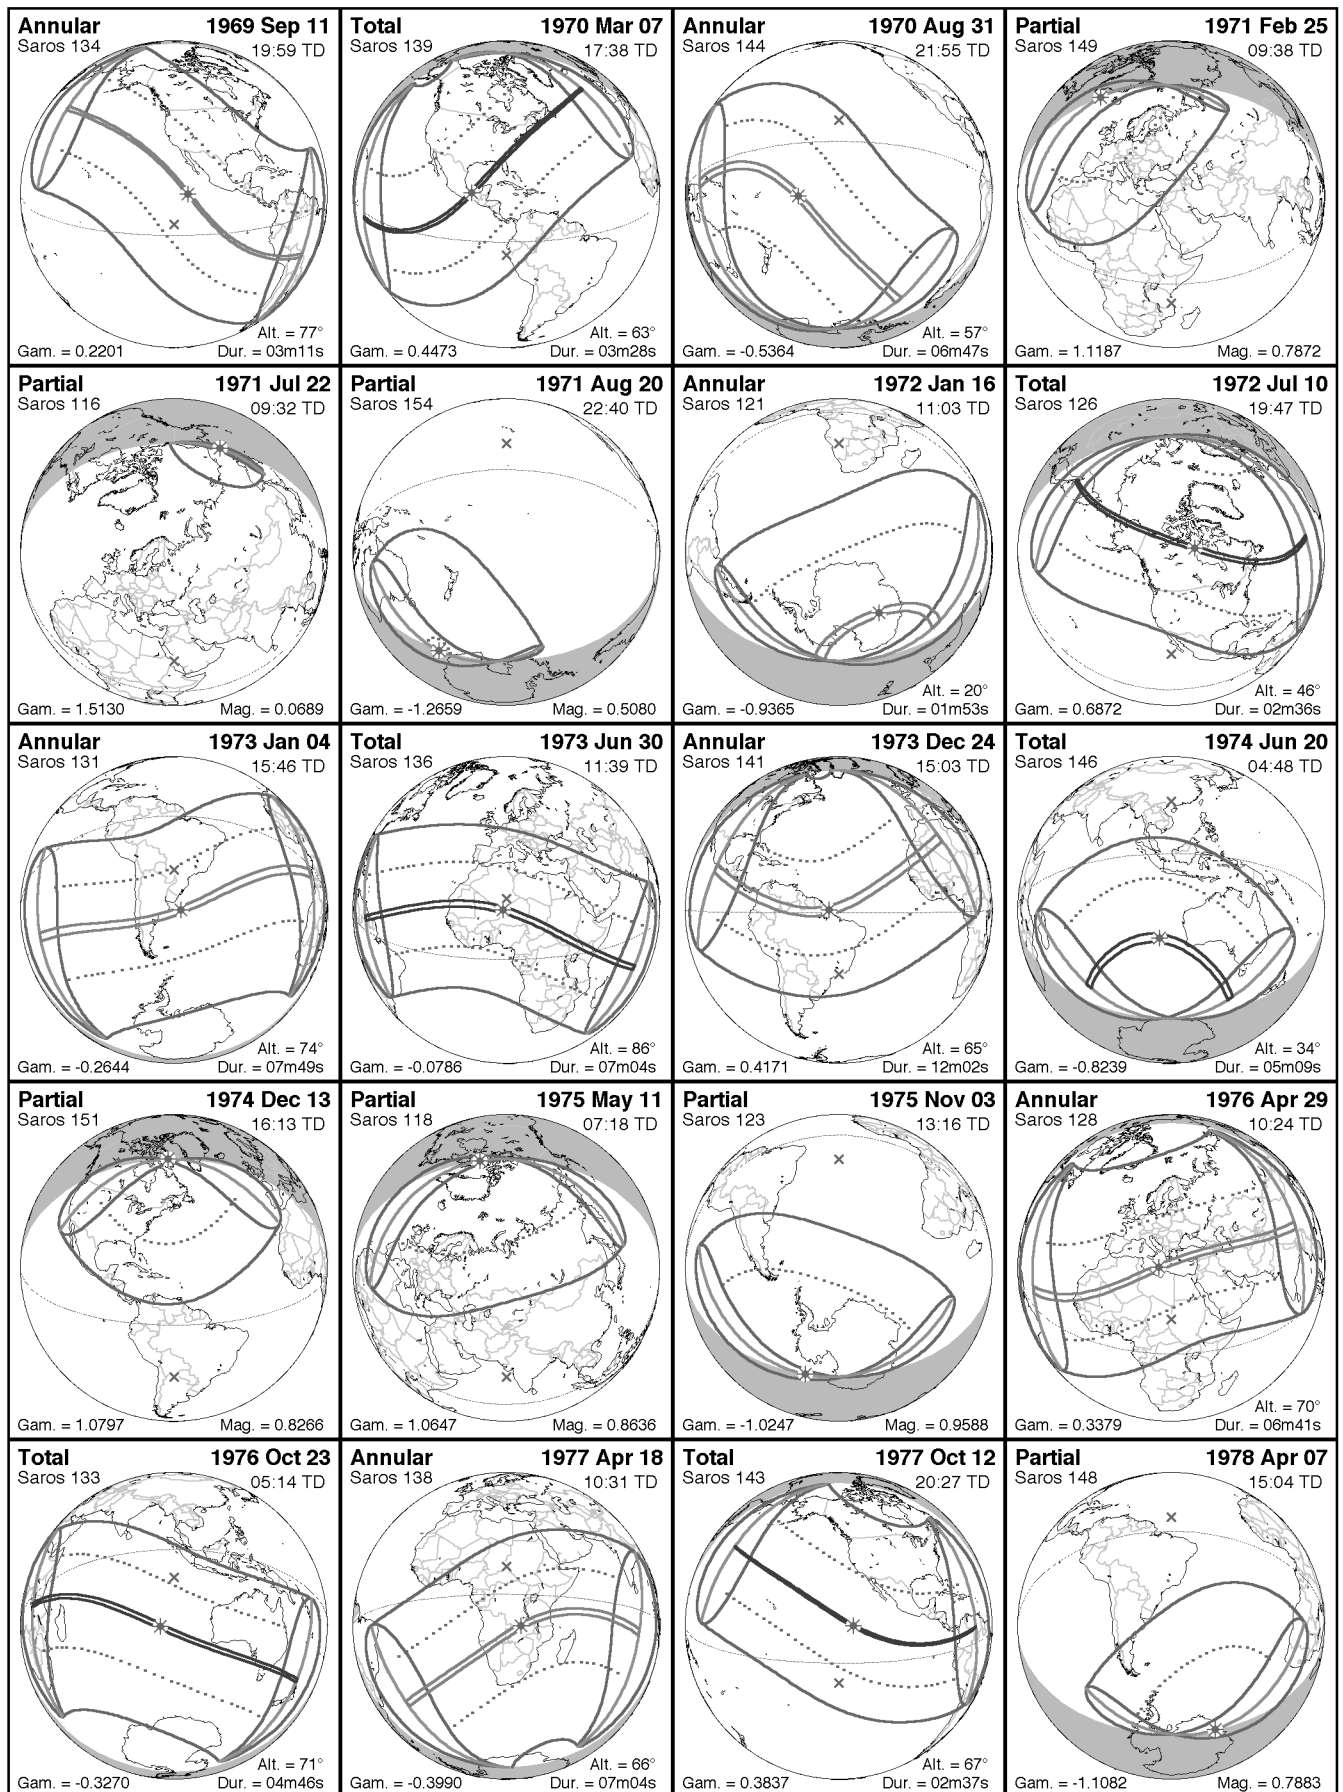 Annular 1969 Sep 11
Saros 134 19:59 TD
Alt. = 77°
Gam. = 0.2201 Dur. = 03m11s
Total 1970 Mar 07
Saros 139 17:38 TD
Alt. = 63°
Gam. = 0.4473 Dur. = 03m28s
Annular 1970 Aug 31
Saros 144 21:55 TD
Alt. = 57°
Gam. = -0.5364 Dur. = 06m47s
Partial 1971 Feb 25
Saros 149 09:38 TD
Gam. = 1.1187 Mag. = 0.7872
Partial 1971 Jul 22
Saros 116 09:32 TD
Gam. = 1.5130 Mag. = 0.0689
Partial 1971 Aug 20
Saros 154 22:40 TD
Gam. = -1.2659 Mag. = 0.5080
Annular 1972 Jan 16
Saros 121 11:03 TD
Alt. = 20°
Gam. = -0.9365 Dur. = 01m53s
Total 1972 Jul 10
Saros 126 19:47 TD
Alt. = 46°
Gam. = 0.6872 Dur. = 02m36s
Annular 1973 Jan 04
Saros 131 15:46 TD
Alt. = 74°
Gam. = -0.2644 Dur. = 07m49s
Total 1973 Jun 30
Saros 136 11:39 TD
Alt. = 86°
Gam. = -0.0786 Dur. = 07m04s
Annular 1973 Dec 24
Saros 141 15:03 TD
Alt. = 65°
Gam. = 0.4171 Dur. = 12m02s
Total 1974 Jun 20
Saros 146 04:48 TD
Alt. = 34°
Gam. = -0.8239 Dur. = 05m09s
Partial 1974 Dec 13
Saros 151 16:13 TD
Gam. = 1.0797 Mag. = 0.8266
Partial 1975 May 11
Saros 118 07:18 TD
Gam. = 1.0647 Mag. = 0.8636
Partial 1975 Nov 03
Saros 123 13:16 TD
Gam. = -1.0247 Mag. = 0.9588
Annular 1976 Apr 29
Saros 128 10:24 TD
Alt. = 70°
Gam. = 0.3379 Dur. = 06m41s
Total 1976 Oct 23
Saros 133 05:14 TD
Alt. = 71°
Gam. = -0.3270 Dur. = 04m46s
Annular 1977 Apr 18
Saros 138 10:31 TD
Alt. = 66°
Gam. = -0.3990 Dur. = 07m04s
Total 1977 Oct 12
Saros 143 20:27 TD
Alt. = 67°
Gam. = 0.3837 Dur. = 02m37s
Partial 1978 Apr 07
Saros 148 15:04 TD
Gam. = -1.1082 Mag. = 0.7883